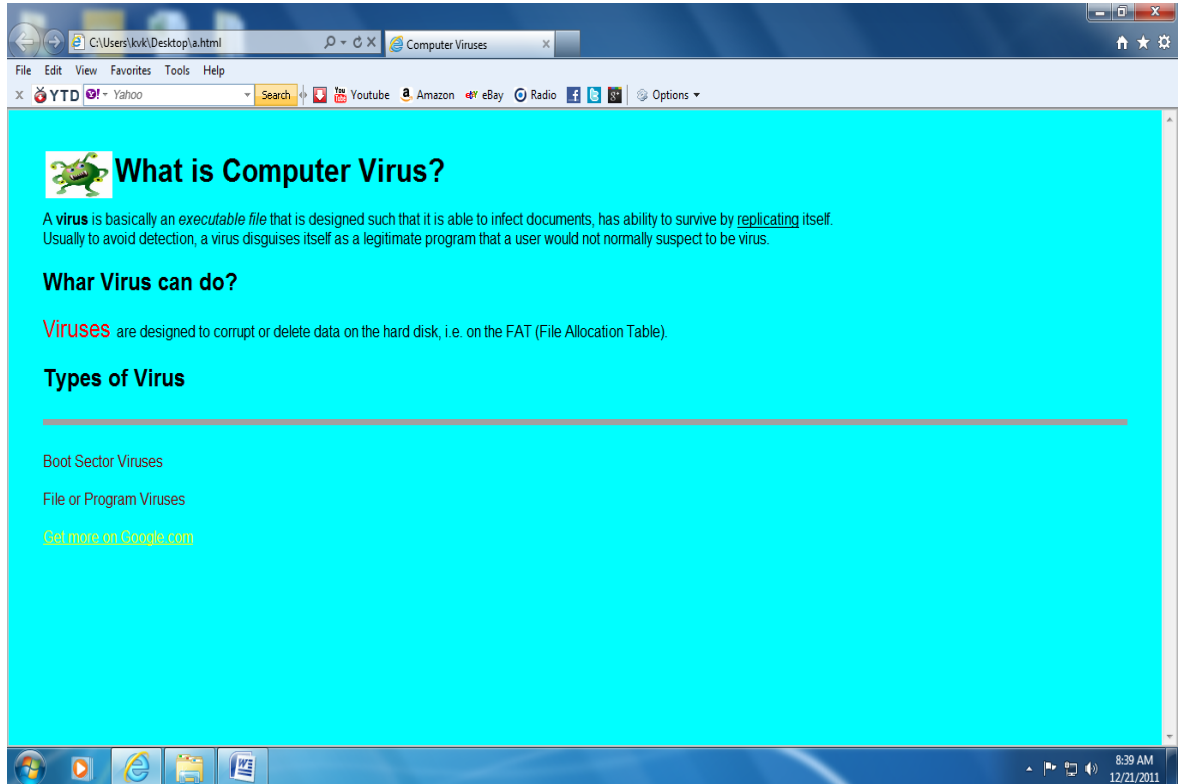 C:\Users\kvk\Desktop\a.html
Computer Viruses
File Edit View Favorites Tools Help
YTD Y! Yahoo Search You Tube Youtube a Amazon eBay eBay Radio Options
What is Computer Virus?
A virus is basically an executable file that is designed such that it is able to infect documents, has ability to survive by replicating itself.
Usually to avoid detection, a virus disguises itself as a legitimate program that a user would not normally suspect to be virus.
Whar Virus can do?
Viruses are designed to corrupt or delete data on the hard disk, i.e. on the FAT (File Allocation Table).
Types of Virus
Boot Sector Viruses
File or Program Viruses
Get more on Google.com
8:39 AM
12/21/2011